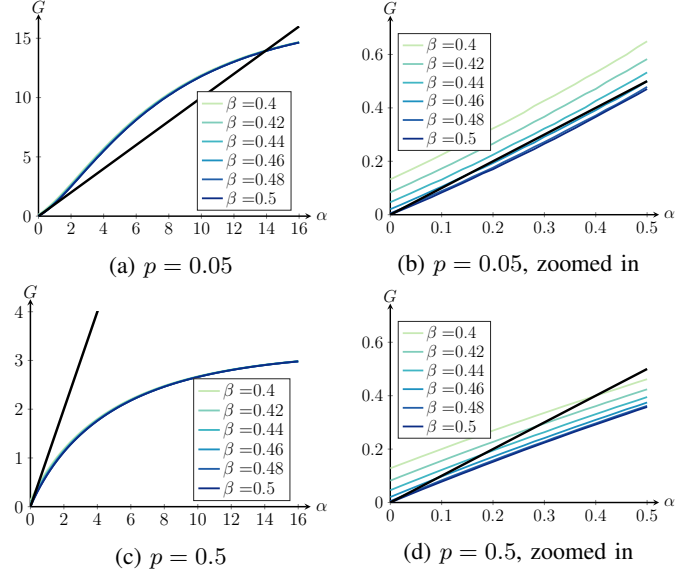 G
15
10
5
0
0 2 4 6 8 10 12 14 16 α
β =0.4
β =0.42
β =0.44
β =0.46
β =0.48
β =0.5
(a) p = 0.05
G
0.6
0.4
0.2
0
0 0.1 0.2 0.3 0.4 0.5 α
β =0.4
β =0.42
β =0.44
β =0.46
β =0.48
β =0.5
(b) p = 0.05, zoomed in
G
4
3
2
1
0
0 2 4 6 8 10 12 14 16 α
β =0.4
β =0.42
β =0.44
β =0.46
β =0.48
β =0.5
(c) p = 0.5
G
0.6
0.4
0.2
0
0 0.1 0.2 0.3 0.4 0.5 α
β =0.4
β =0.42
β =0.44
β =0.46
β =0.48
β =0.5
(d) p = 0.5, zoomed in